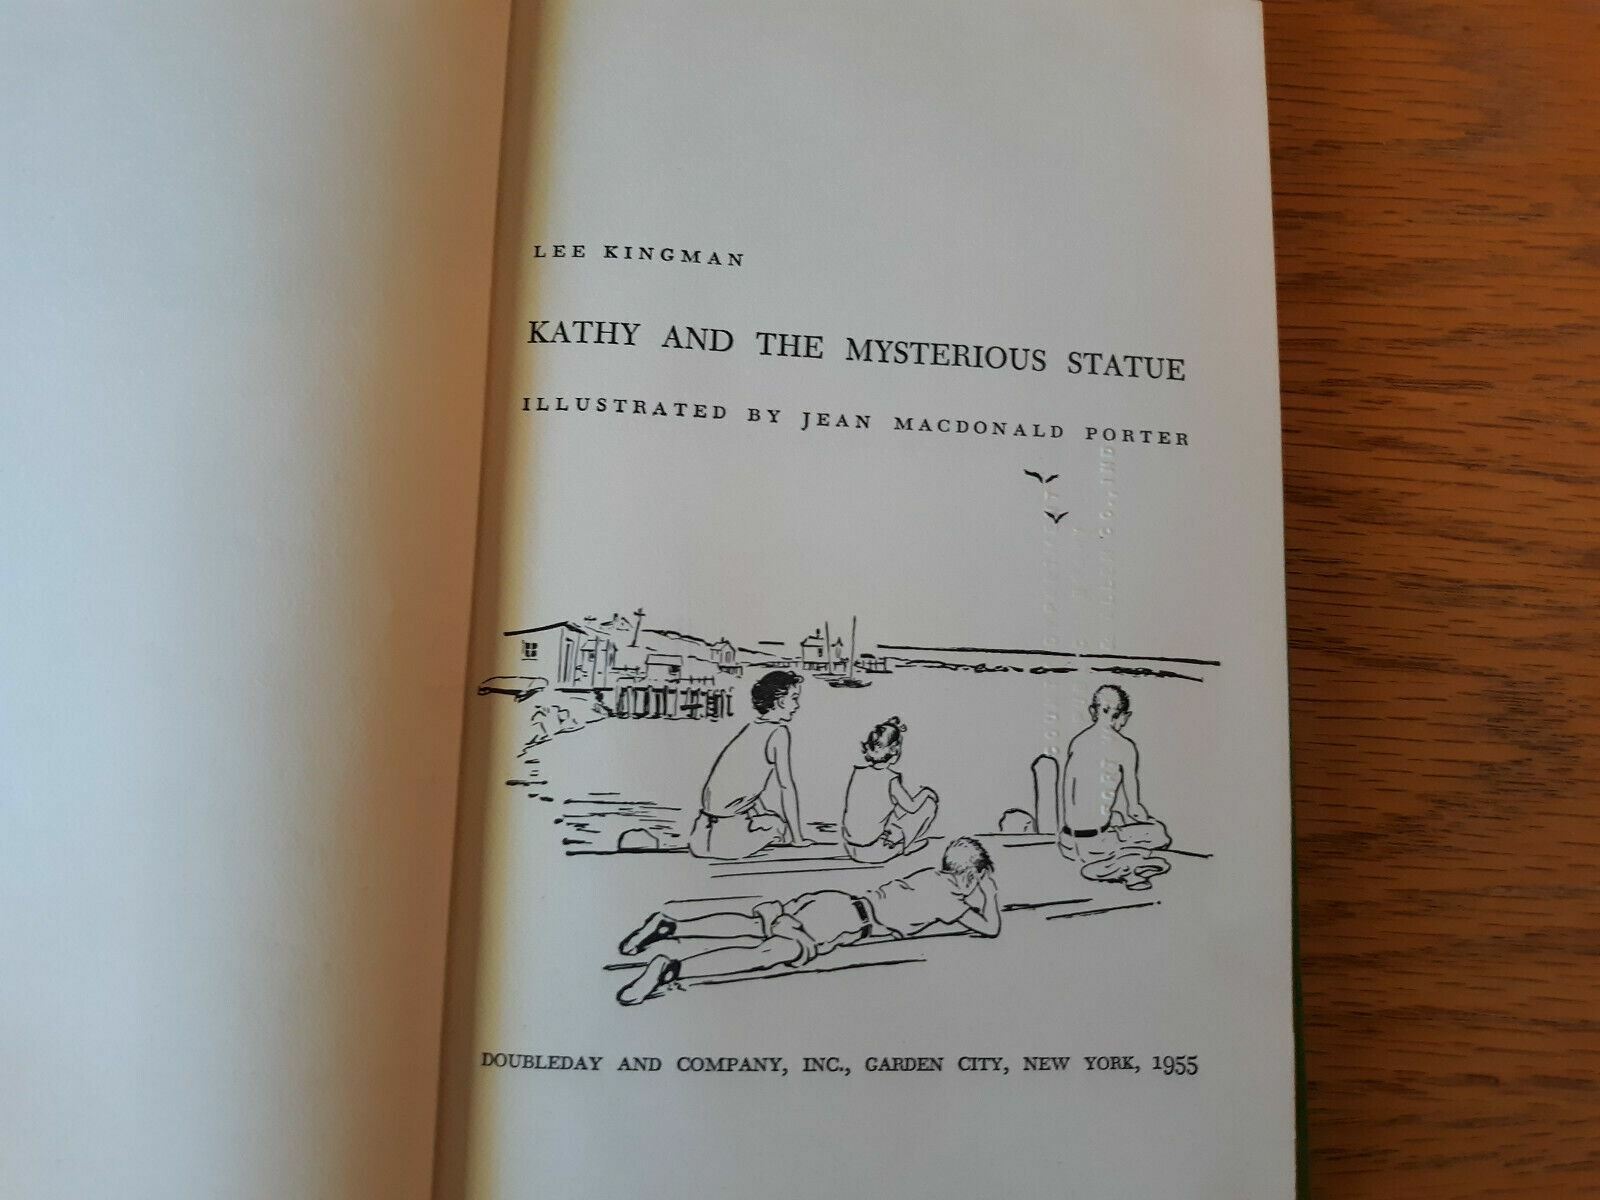 LEE KINGMAN
KATHY AND THE MYSTERIOUS STATUE
ILLUSTRATED BY JEAN MACDONALD PORTER
DOUBLEDAY AND COMPANY, INC., GARDEN CITY, NEW YORK, 1955